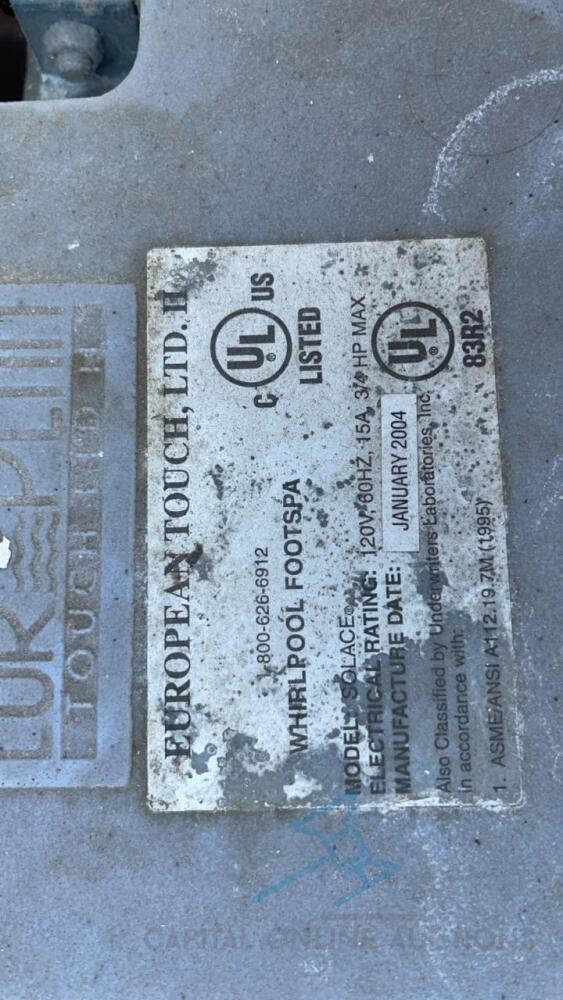 EUROPEAN TOUCH, LTD. II
1-800-626-6912
WHIRLPOOL FOOTSPA
C UL US
LISTED
MODEL: SOLACE
ELECTRICAL RATING: 120V, 60HZ, 15A, 3/4 HP MAX
MANUFACTURE DATE: JANUARY 2004
UL
83R2
Also Classified by Underwriters Laboratories, Inc.
in accordance with:
1. ASME/ANSI A112.19.7M (1995)
TOUCH
CAPITAL ONLINE AUCTIONS